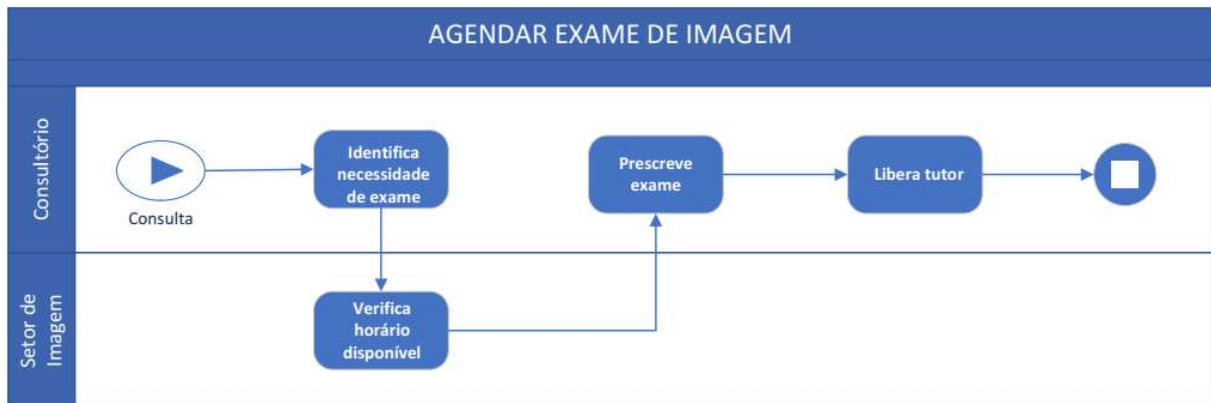 AGENDAR EXAME DE IMAGEM
Consultório
Consulta
Identifica
necessidade
de exame
Prescreve
exame
Libera tutor
Setor de
Imagem
Verifica
horário
disponível